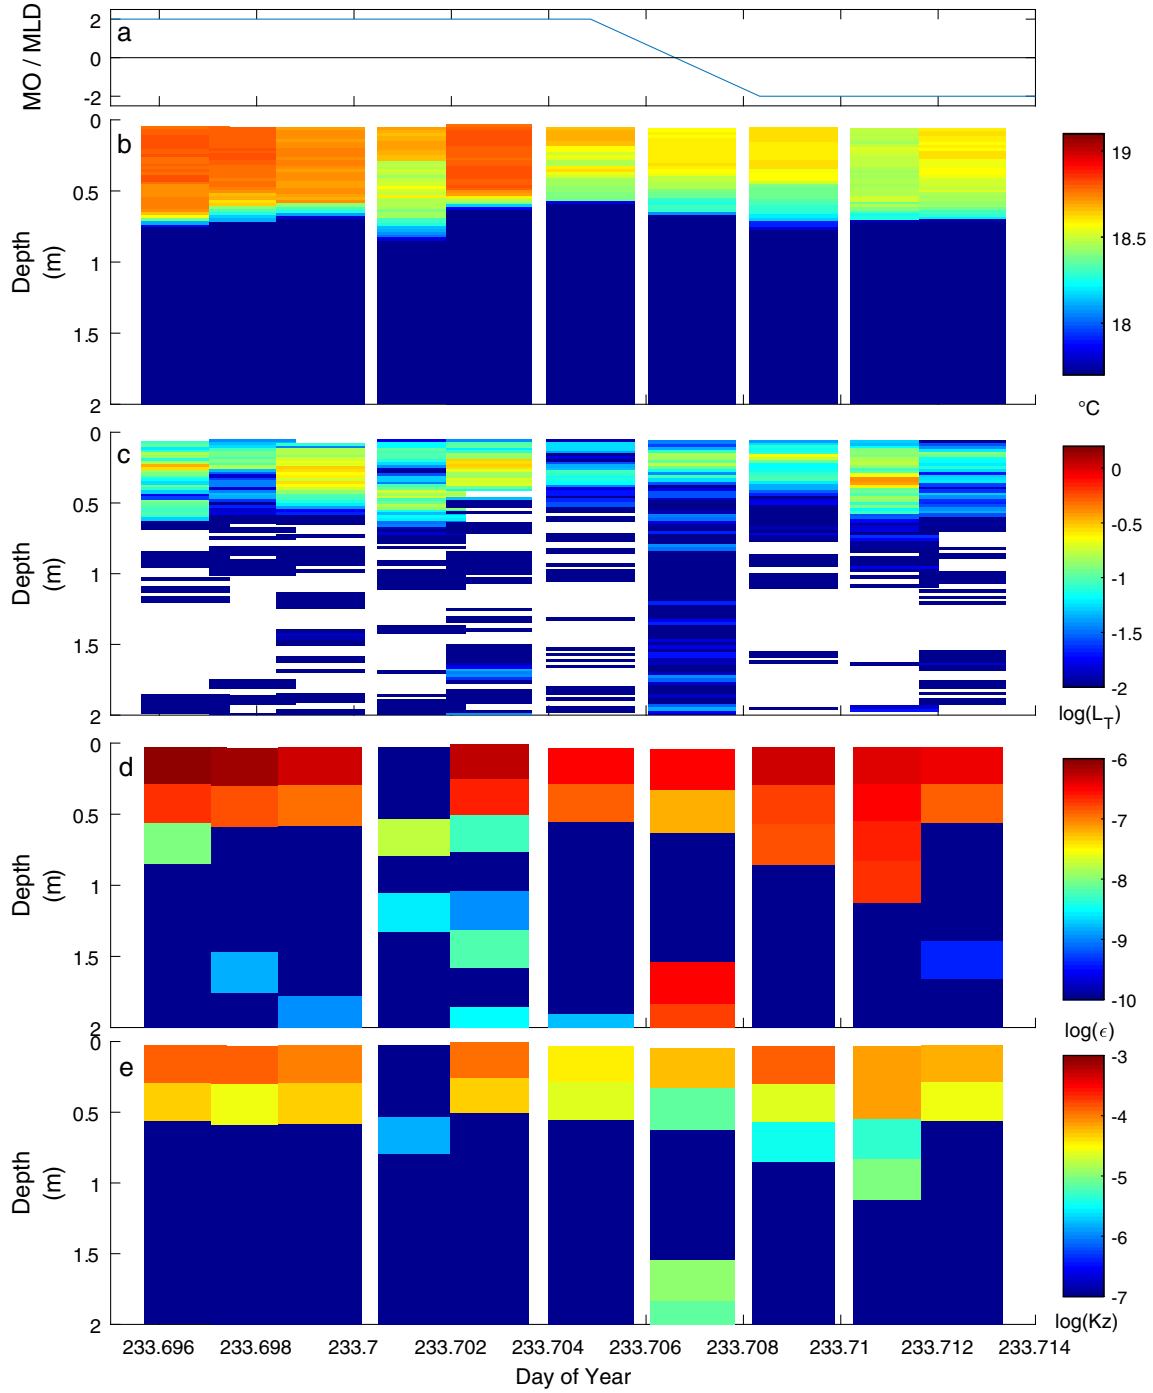 MO / MLD
2
0
-2
a
0
0.5
1
1.5
2
Depth
(m)
b
19
18.5
18
°C
0
0.5
1
1.5
2
Depth
(m)
c
0
-0.5
-1
-1.5
-2
log(L_T)
0
0.5
1
1.5
2
Depth
(m)
d
-6
-7
-8
-9
-10
log(ϵ)
0
0.5
1
1.5
2
Depth
(m)
e
-3
-4
-5
-6
-7
log(Kz)
233.696 233.698 233.7 233.702 233.704 233.706 233.708 233.71 233.712 233.714
Day of Year